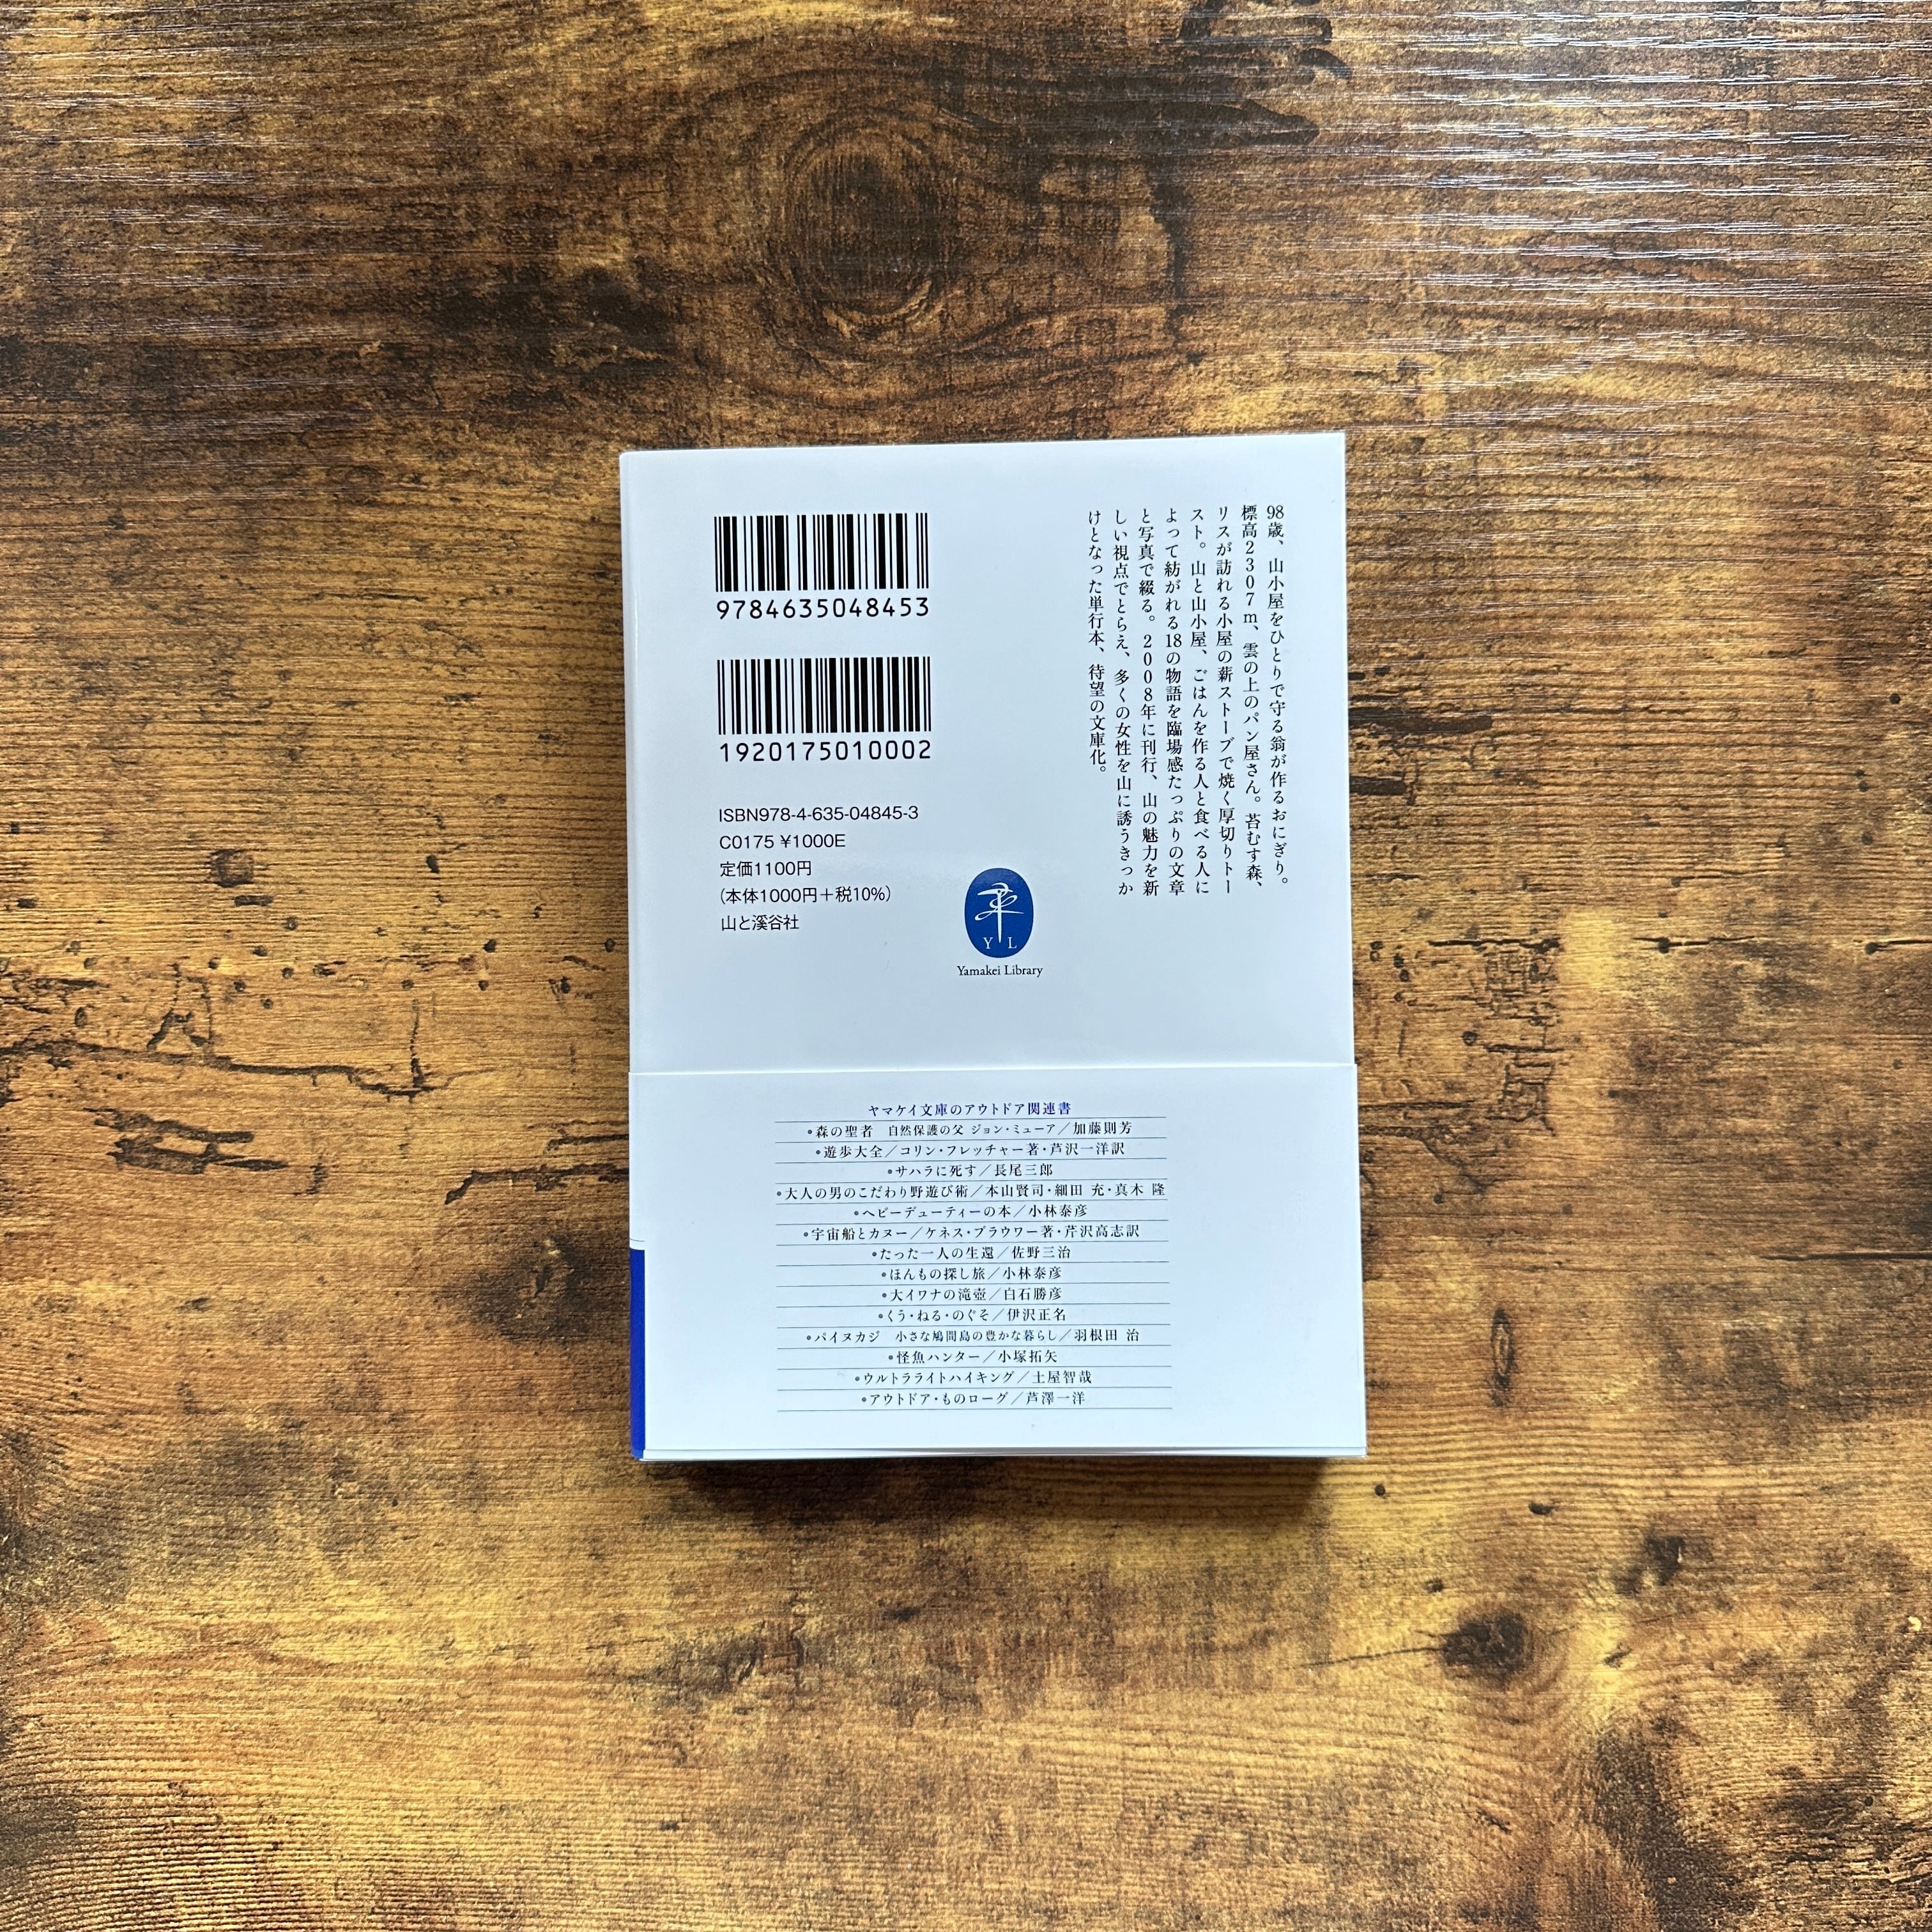 98歳、山小屋をひとりで守る翁が作るおにぎり。
標高2307m、雲の上のパン屋さん。苔むす森、
リスが訪れる小屋の薪ストーブで焼く厚切りトー
スト。山と山小屋、ごはんを作る人と食べる人に
よって紡がれる18の物語を臨場感たっぷりの文章
と写真で綴る。2008年に刊行、山の魅力を新
しい視点でとらえ、多くの女性を山に誘うきっか
けとなった単行本、待望の文庫化。
9784635048453
1920175010002
ISBN978-4-635-04845-3
C0175 ¥1000E
定価1100円
(本体1000円+税10%)
山と溪谷社
Y L
Yamakei Library
ヤマケイ文庫のアウトドア関連書
●森の聖者 自然保護の父 ジョン・ミューア/加藤則芳
●遊歩大全/コリン・フレッチャー著・芦沢一洋訳
●サハラに死す/長尾三郎
●大人の男のこだわり野遊び術/本山賢司・細田 充・真木 隆
●ヘビーデューティーの本/小林泰彦
●宇宙船とカヌー/ケネス・ブラウワー著・芹沢高志訳
●たった一人の生還/佐野三治
●ほんもの探し旅/小林泰彦
●大イワナの滝壺/白石勝彦
●くう・ねる・のぐそ/伊沢正名
●パイヌカジ 小さな鳩間島の豊かな暮らし/羽根田 治
●怪魚ハンター/小塚拓矢
●ウルトラライトハイキング/土屋智哉
●アウトドア・ものローグ/芦澤一洋